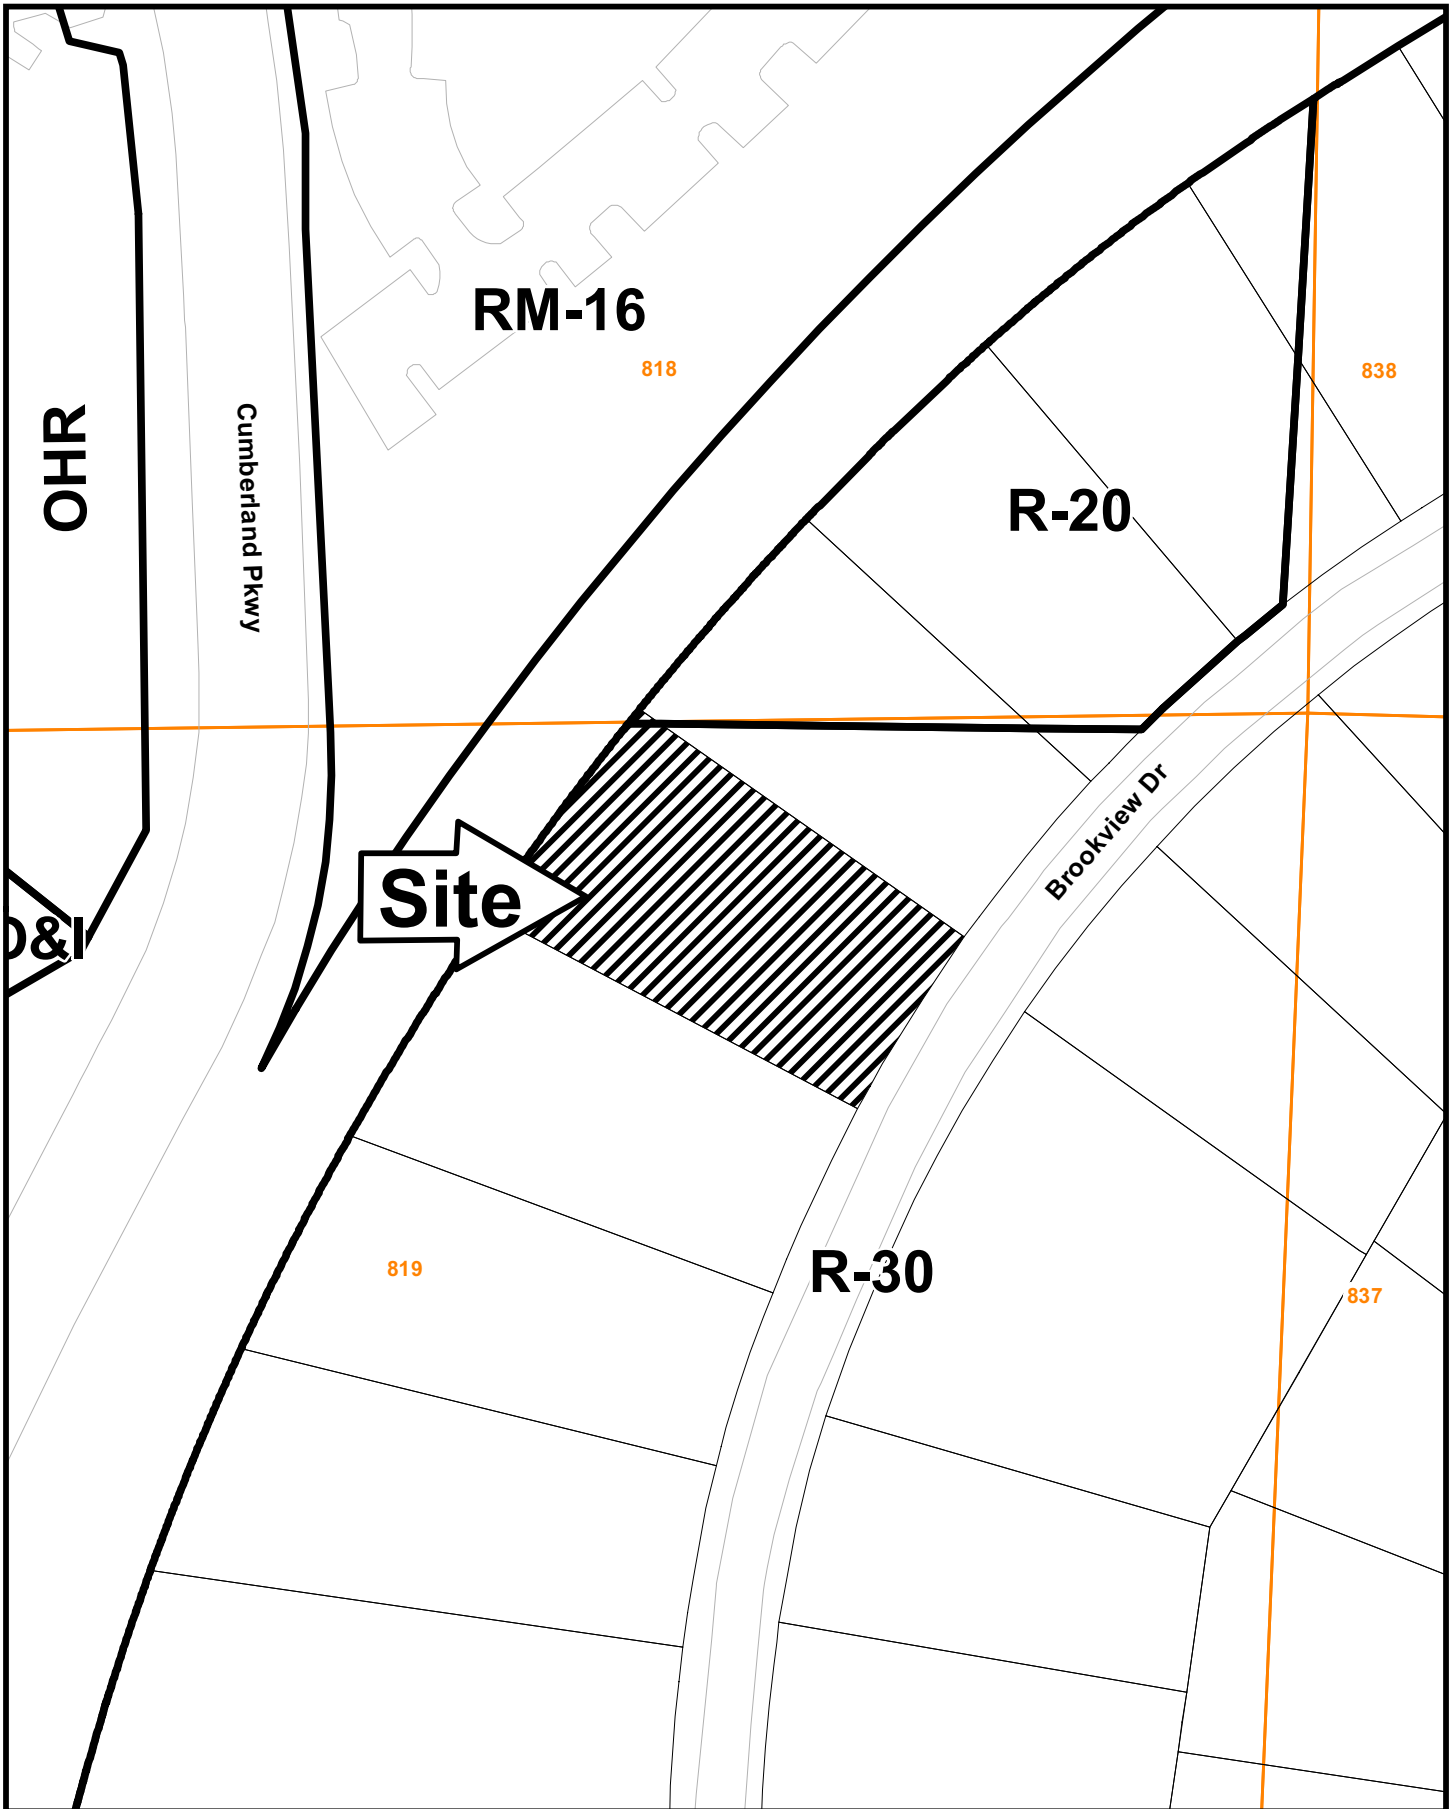 RM-16
818
838
OHR
Cumberland Pkwy
R-20
Brookview Dr
Site
O&I
819
R-30
837